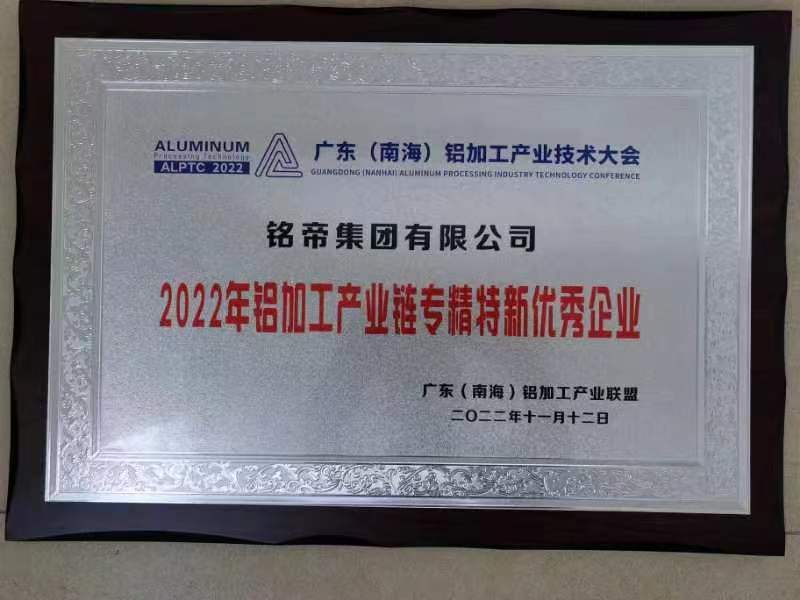 ALUMINUM
Processing Technology
ALPTC 2022
广东（南海）铝加工产业技术大会
GUANGDONG (NANHAI) ALUMINUM PROCESSING INDUSTRY TECHNOLOGY CONFERENCE
铭帝集团有限公司
2022年铝加工产业链专精特新优秀企业
广东（南海）铝加工产业联盟
二〇二二年十一月十二日